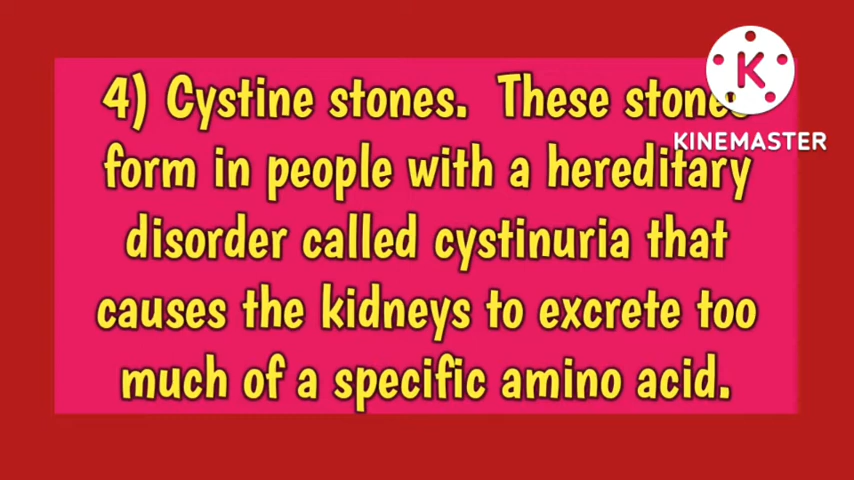 4) Cystine stones. These stones
form in people with a hereditary
disorder called cystinuria that
causes the kidneys to excrete too
much of a specific amino acid.
K
KINEMASTER